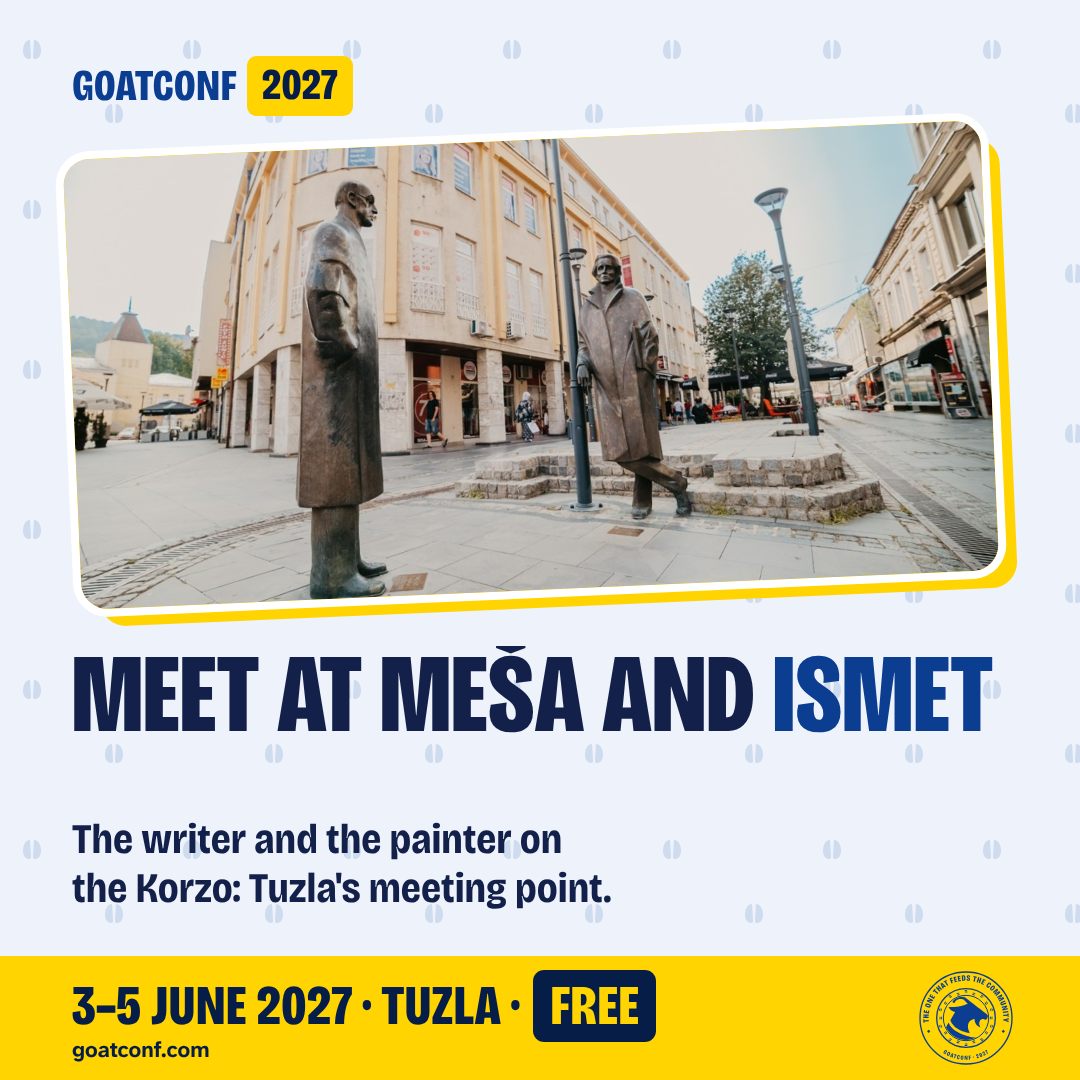 GOATCONF 2027
MEET AT MEŠA AND ISMET
The writer and the painter on
the Korzo: Tuzla's meeting point.
3–5 JUNE 2027 · TUZLA · FREE
goatconf.com
THE ONE THAT FEEDS THE COMMUNITY
GOATCONF · 2027